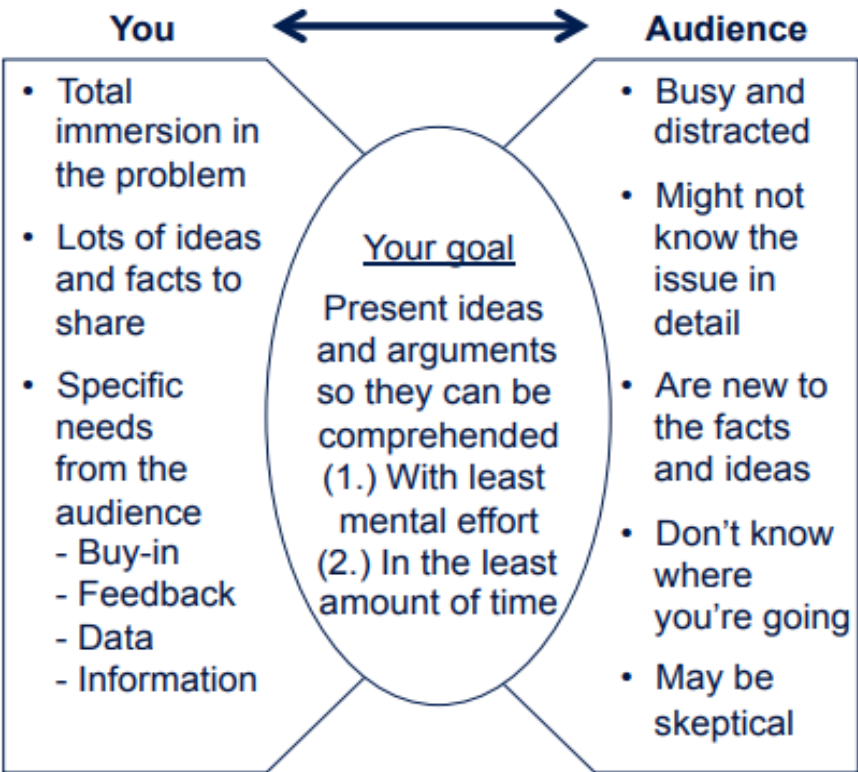 You
Audience
• Total
immersion in
the problem
• Lots of ideas
and facts to
share
• Specific
needs
from the
audience
- Buy-in
- Feedback
- Data
- Information
Your goal
Present ideas
and arguments
so they can be
comprehended
(1.) With least
mental effort
(2.) In the least
amount of time
• Busy and
distracted
• Might not
know the
issue in
detail
• Are new to
the facts
and ideas
• Don't know
where
you're going
• May be
skeptical